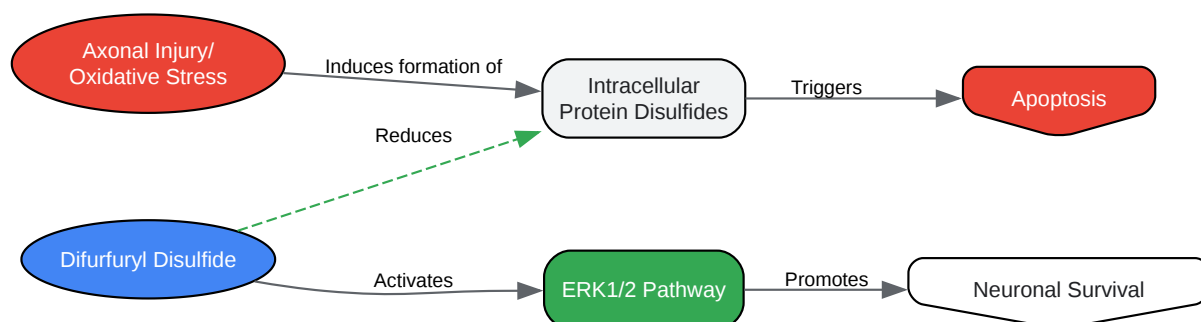 Axonal Injury/
Oxidative Stress
Induces formation of
Intracellular
Protein Disulfides
Triggers
Apoptosis
Reduces
Difurfuryl Disulfide
Activates
ERK1/2 Pathway
Promotes
Neuronal Survival